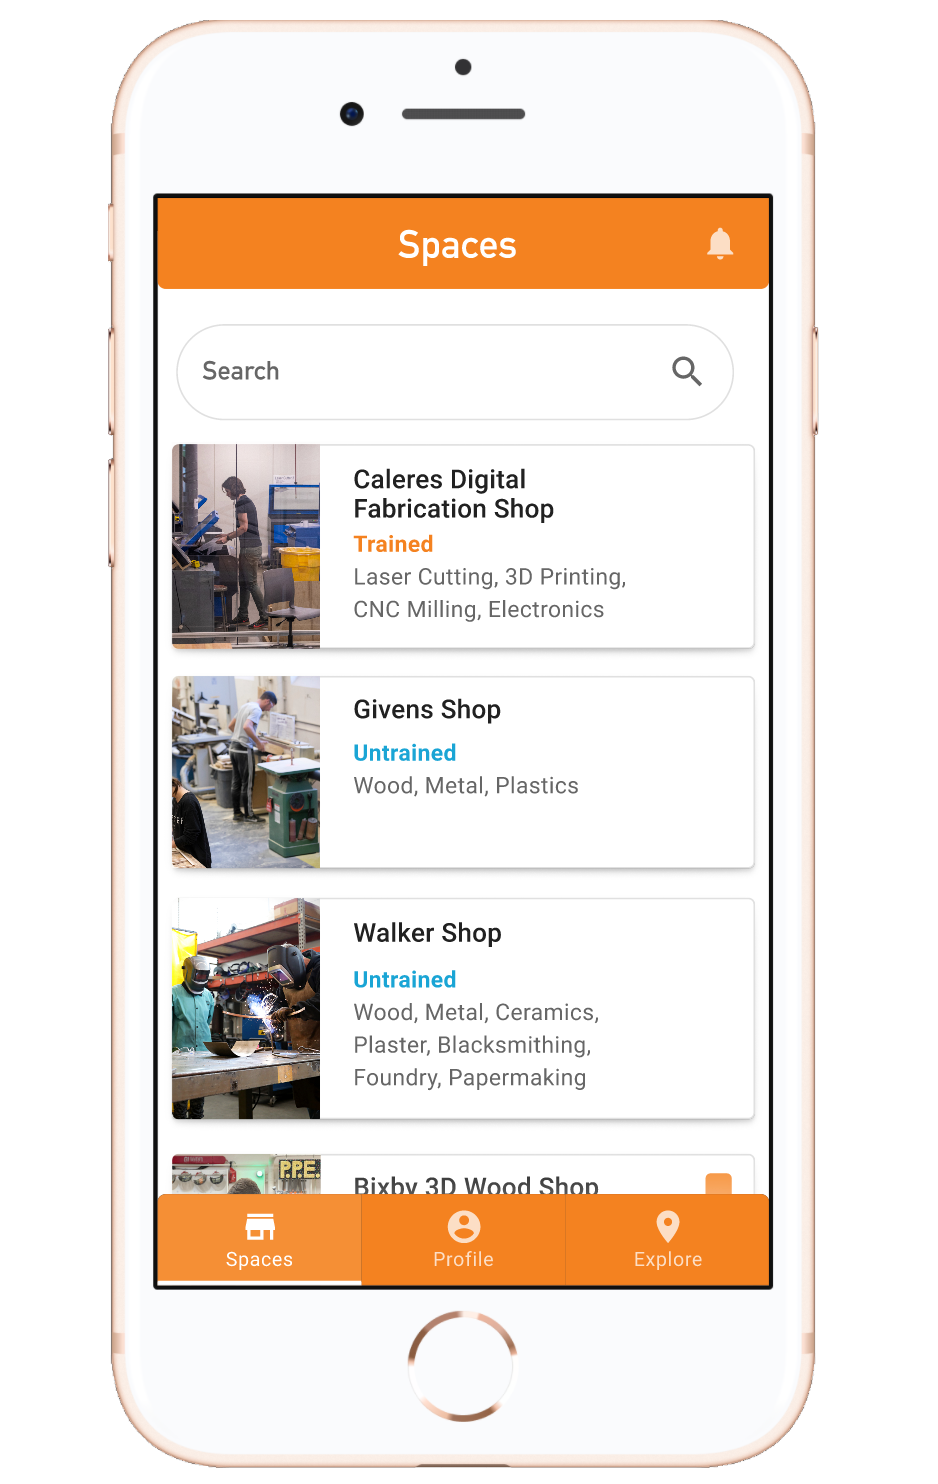 Spaces
Search
Caleres Digital
Fabrication Shop
Trained
Laser Cutting, 3D Printing,
CNC Milling, Electronics
Givens Shop
Untrained
Wood, Metal, Plastics
Walker Shop
Untrained
Wood, Metal, Ceramics,
Plaster, Blacksmithing,
Foundry, Papermaking
P.P.E.
Bixby 3D Wood Shop
Spaces
Profile
Explore